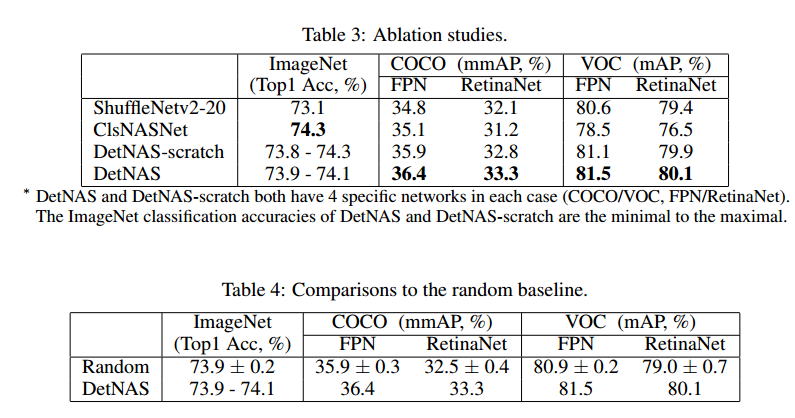 Table 3: Ablation studies.
ImageNet COCO (mmAP, %) VOC (mAP, %)
(Top1 Acc, %) FPN RetinaNet FPN RetinaNet
ShuffleNetv2-20 73.1 34.8 32.1 80.6 79.4
ClsNASNet 74.3 35.1 31.2 78.5 76.5
DetNAS-scratch 73.8 - 74.3 35.9 32.8 81.1 79.9
DetNAS 73.9 - 74.1 36.4 33.3 81.5 80.1
* DetNAS and DetNAS-scratch both have 4 specific networks in each case (COCO/VOC, FPN/RetinaNet).
The ImageNet classification accuracies of DetNAS and DetNAS-scratch are the minimal to the maximal.
Table 4: Comparisons to the random baseline.
ImageNet COCO (mmAP, %) VOC (mAP, %)
(Top1 Acc, %) FPN RetinaNet FPN RetinaNet
Random 73.9 ± 0.2 35.9 ± 0.3 32.5 ± 0.4 80.9 ± 0.2 79.0 ± 0.7
DetNAS 73.9 - 74.1 36.4 33.3 81.5 80.1